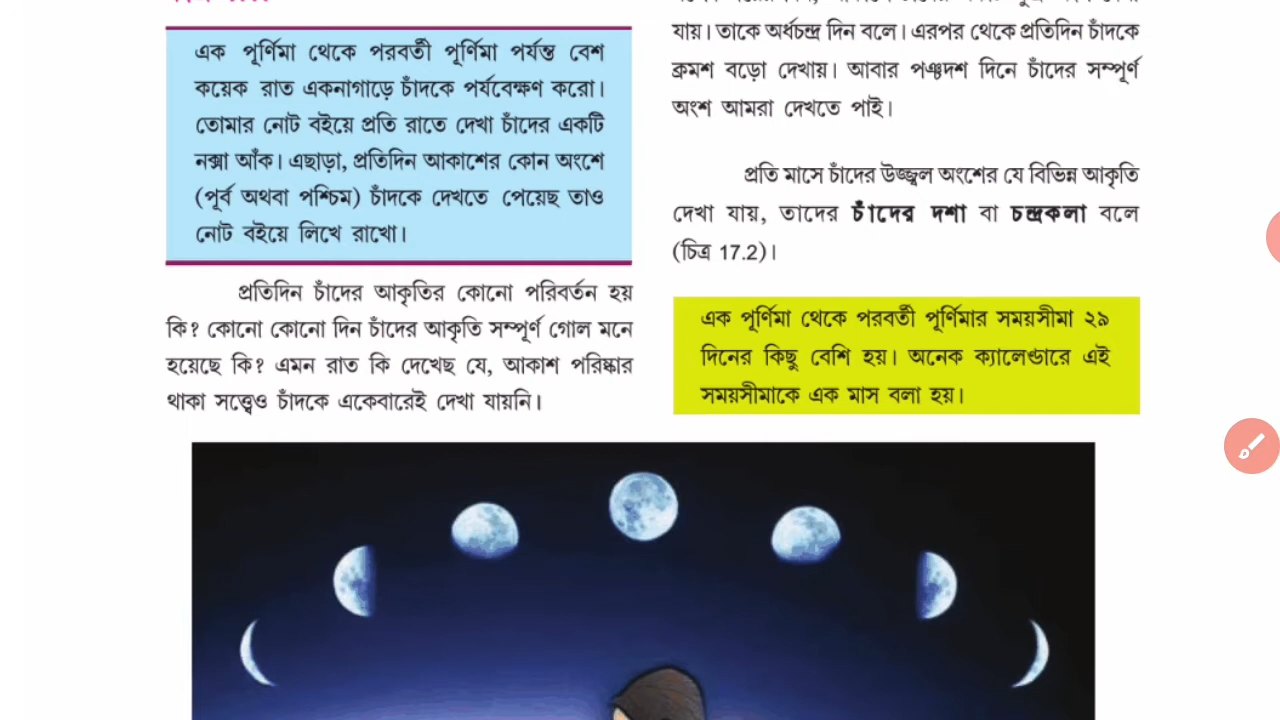 এক পূর্ণিমা থেকে পরবর্তী পূর্ণিমা পর্যন্ত বেশ
কয়েক রাত একনাগাড়ে চাঁদকে পর্যবেক্ষণ করো।
তোমার নোট বইয়ে প্রতি রাতে দেখা চাঁদের একটি
নক্সা আঁক। এছাড়া, প্রতিদিন আকাশের কোন অংশে
(পূর্ব অথবা পশ্চিম) চাঁদকে দেখতে পেয়েছ তাও
নোট বইয়ে লিখে রাখো।
প্রতিদিন চাঁদের আকৃতির কোনো পরিবর্তন হয়
কি? কোনো কোনো দিন চাঁদের আকৃতি সম্পূর্ণ গোল মনে
হয়েছে কি? এমন রাত কি দেখেছ যে, আকাশ পরিষ্কার
থাকা সত্ত্বেও চাঁদকে একেবারেই দেখা যায়নি।
যায়। তাকে অর্ধচন্দ্র দিন বলে। এরপর থেকে প্রতিদিন চাঁদকে
ক্রমশ বড়ো দেখায়। আবার পঞ্চদশ দিনে চাঁদের সম্পূর্ণ
অংশ আমরা দেখতে পাই।
প্রতি মাসে চাঁদের উজ্জ্বল অংশের যে বিভিন্ন আকৃতি
দেখা যায়, তাদের চাঁদের দশা বা চন্দ্রকলা বলে
(চিত্র 17.2)।
এক পূর্ণিমা থেকে পরবর্তী পূর্ণিমার সময়সীমা ২৯
দিনের কিছু বেশি হয়। অনেক ক্যালেণ্ডারে এই
সময়সীমাকে এক মাস বলা হয়।